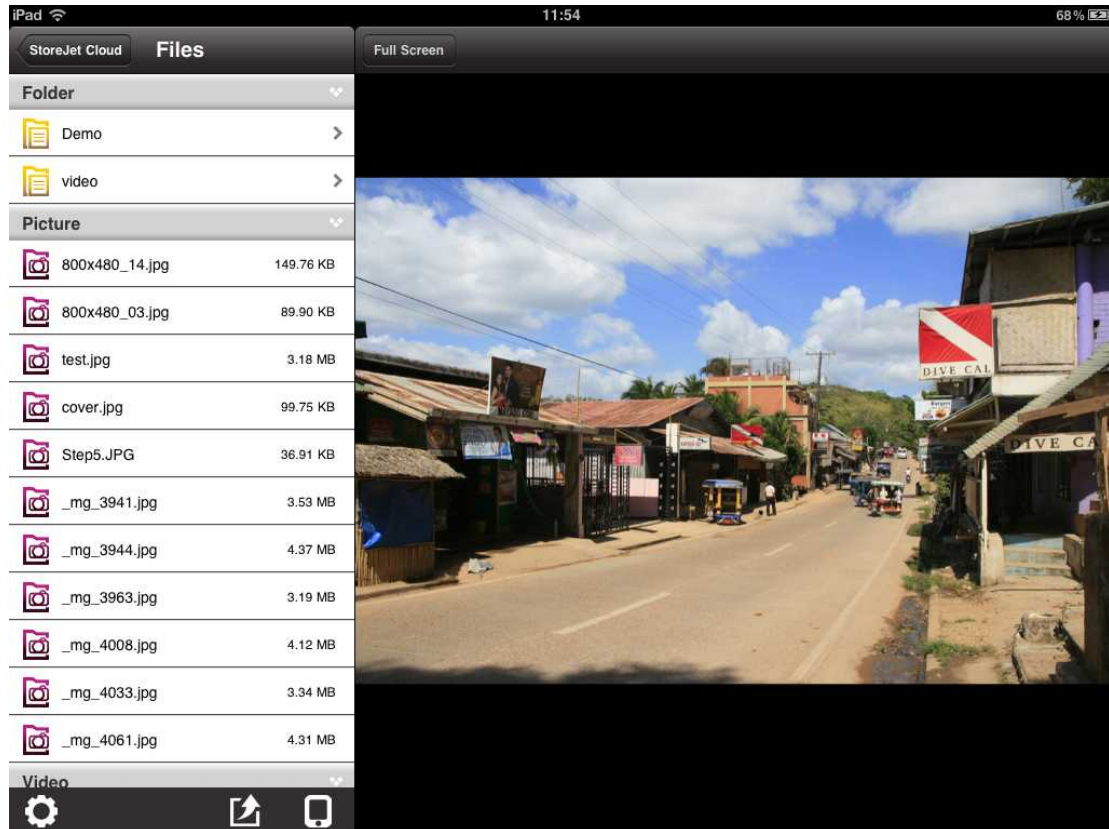 iPad 11:54 68%
StoreJet Cloud Files Full Screen
Folder
Demo
video
Picture
800x480_14.jpg 149.76 KB
800x480_03.jpg 89.90 KB
test.jpg 3.18 MB
cover.jpg 99.75 KB
Step5.JPG 36.91 KB
_mg_3941.jpg 3.53 MB
_mg_3944.jpg 4.37 MB
_mg_3963.jpg 3.19 MB
_mg_4008.jpg 4.12 MB
_mg_4033.jpg 3.34 MB
_mg_4061.jpg 4.31 MB
Video
DIVE CAL
Burgers
DIVE CA